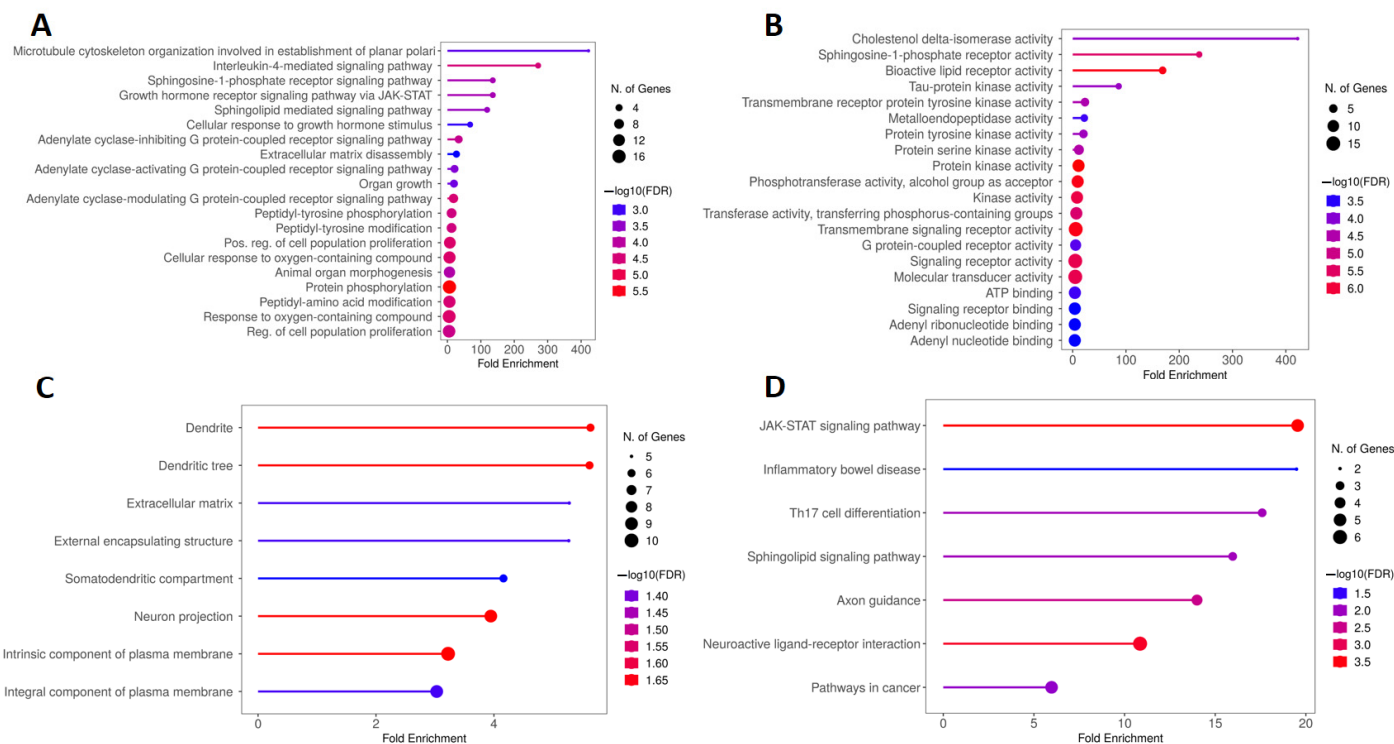 A
Microtubule cytoskeleton organization involved in establishment of planar polari
Interleukin-4-mediated signaling pathway
Sphingosine-1-phosphate receptor signaling pathway
Growth hormone receptor signaling pathway via JAK-STAT
Sphingolipid mediated signaling pathway
Cellular response to growth hormone stimulus
Adenylate cyclase-inhibiting G protein-coupled receptor signaling pathway
Extracellular matrix disassembly
Adenylate cyclase-activating G protein-coupled receptor signaling pathway
Organ growth
Adenylate cyclase-modulating G protein-coupled receptor signaling pathway
Peptidyl-tyrosine phosphorylation
Peptidyl-tyrosine modification
Pos. reg. of cell population proliferation
Cellular response to oxygen-containing compound
Animal organ morphogenesis
Protein phosphorylation
Peptidyl-amino acid modification
Response to oxygen-containing compound
Reg. of cell population proliferation
0 100 200 300 400
Fold Enrichment
N. of Genes
4
8
12
16
−log10(FDR)
3.0
3.5
4.0
4.5
5.0
5.5
B
Cholestenol delta-isomerase activity
Sphingosine-1-phosphate receptor activity
Bioactive lipid receptor activity
Tau-protein kinase activity
Transmembrane receptor protein tyrosine kinase activity
Metalloendopeptidase activity
Protein tyrosine kinase activity
Protein serine kinase activity
Protein kinase activity
Phosphotransferase activity, alcohol group as acceptor
Kinase activity
Transferase activity, transferring phosphorus-containing groups
Transmembrane signaling receptor activity
G protein-coupled receptor activity
Signaling receptor activity
Molecular transducer activity
ATP binding
Signaling receptor binding
Adenyl ribonucleotide binding
Adenyl nucleotide binding
0 100 200 300 400
Fold Enrichment
N. of Genes
5
10
15
−log10(FDR)
3.5
4.0
4.5
5.0
5.5
6.0
C
Dendrite
Dendritic tree
Extracellular matrix
External encapsulating structure
Somatodendritic compartment
Neuron projection
Intrinsic component of plasma membrane
Integral component of plasma membrane
0 2 4
Fold Enrichment
N. of Genes
5
6
7
8
9
10
−log10(FDR)
1.40
1.45
1.50
1.55
1.60
1.65
D
JAK-STAT signaling pathway
Inflammatory bowel disease
Th17 cell differentiation
Sphingolipid signaling pathway
Axon guidance
Neuroactive ligand-receptor interaction
Pathways in cancer
0 5 10 15 20
Fold Enrichment
N. of Genes
2
3
4
5
6
−log10(FDR)
1.5
2.0
2.5
3.0
3.5